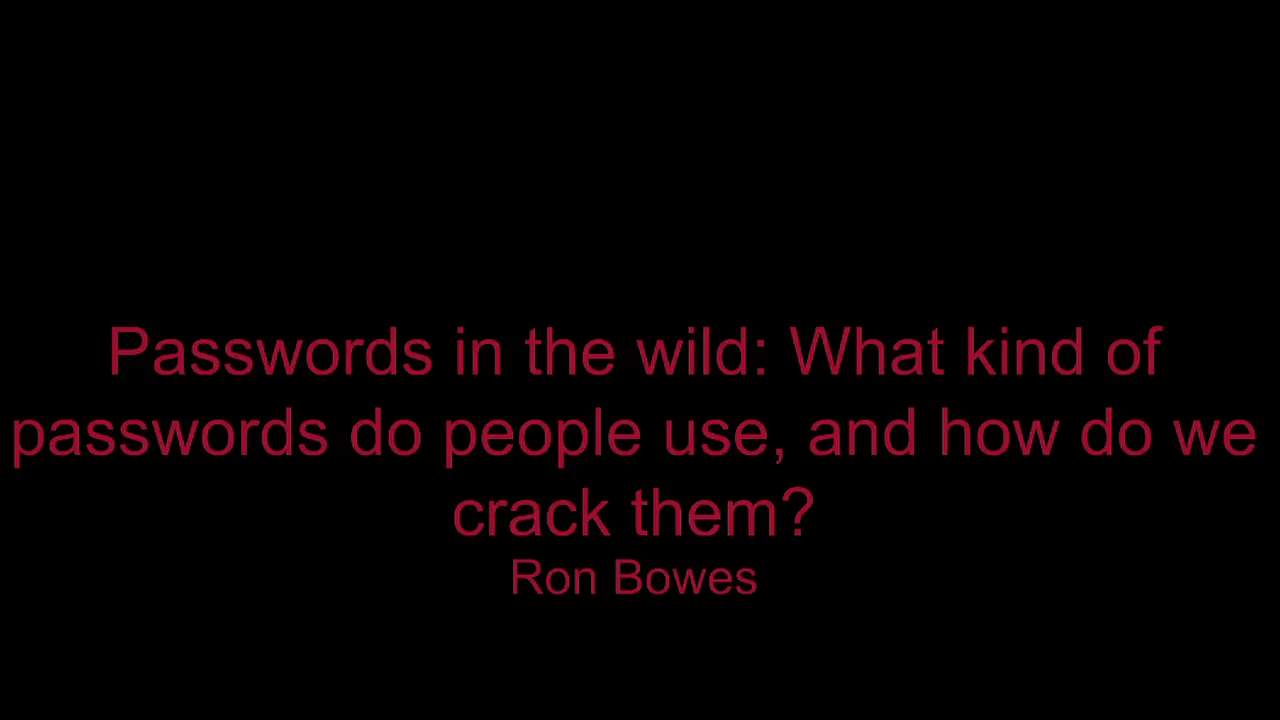 Passwords in the wild: What kind of
passwords do people use, and how do we
crack them?
Ron Bowes